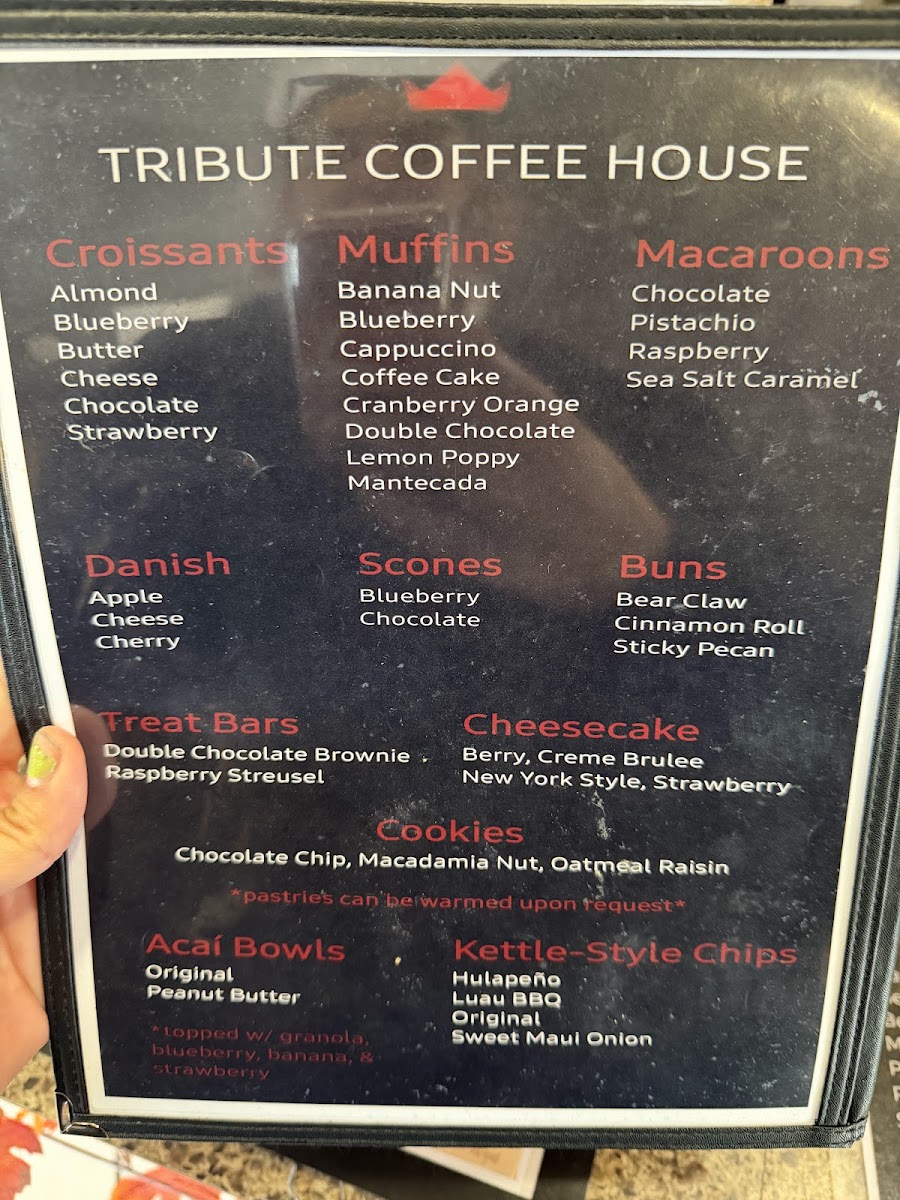 TRIBUTE COFFEE HOUSE
Croissants
Almond
Blueberry
Butter
Cheese
Chocolate
Strawberry
Muffins
Banana Nut
Blueberry
Cappuccino
Coffee Cake
Cranberry Orange
Double Chocolate
Lemon Poppy
Mantecada
Macaroons
Chocolate
Pistachio
Raspberry
Sea Salt Caramel
Danish
Apple
Cheese
Cherry
Scones
Blueberry
Chocolate
Buns
Bear Claw
Cinnamon Roll
Sticky Pecan
Treat Bars
Double Chocolate Brownie
Raspberry Streusel
Cheesecake
Berry, Creme Brulee
New York Style, Strawberry
Cookies
Chocolate Chip, Macadamia Nut, Oatmeal Raisin
*pastries can be warmed upon request*
Acaí Bowls
Original
Peanut Butter
*topped w/ granola,
blueberry, banana, &
strawberry
Kettle-Style Chips
Hulapeño
Luau BBQ
Original
Sweet Maui Onion